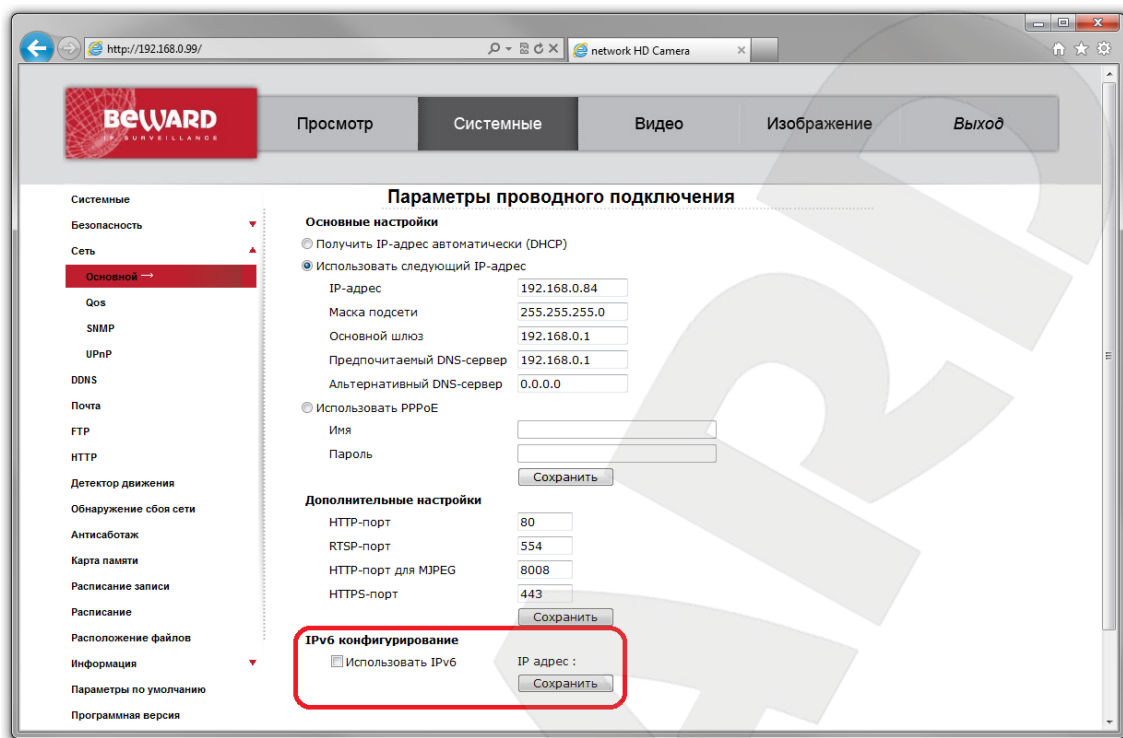 http://192.168.0.99/
network HD Camera
BEWARD
IP SURVEILLANCE
Просмотр
Системные
Видео
Изображение
Выход
Системные
Безопасность
Сеть
Основной →
Qos
SNMP
UPnP
DDNS
Почта
FTP
HTTP
Детектор движения
Обнаружение сбоя сети
Антисаботаж
Карта памяти
Расписание записи
Расписание
Расположение файлов
Информация
Параметры по умолчанию
Программная версия
Параметры проводного подключения
Основные настройки
Получить IP-адрес автоматически (DHCP)
Использовать следующий IP-адрес
IP-адрес 192.168.0.84
Маска подсети 255.255.255.0
Основной шлюз 192.168.0.1
Предпочитаемый DNS-сервер 192.168.0.1
Альтернативный DNS-сервер 0.0.0.0
Использовать PPPoE
Имя
Пароль
Сохранить
Дополнительные настройки
HTTP-порт 80
RTSP-порт 554
HTTP-порт для MJPEG 8008
HTTPS-порт 443
Сохранить
IPv6 конфигурирование
Использовать IPv6 IP адрес :
Сохранить
ARD